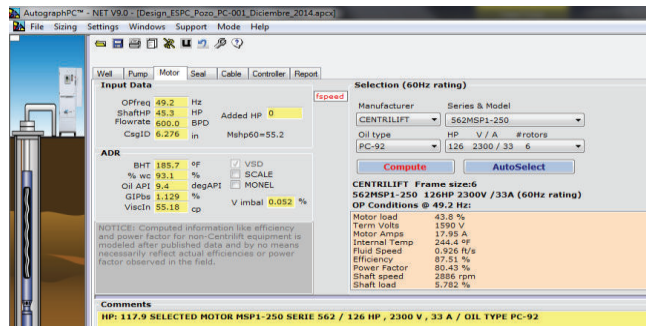 AutographPC™ - NET V9.0 - [Design_ESPC_Pozo_PC-001_Diciembre_2014.apcx]
File Sizing Settings Windows Support Mode Help
Well Pump Motor Seal Cable Controller Report
Input Data
OPfreq 49.2 Hz
ShaftHP 45.3 HP Added HP 0
Flowrate 600.0 BPD
CsgID 6.276 in Mshp60=55.2
fspeed
ADR
BHT 185.7 ºF VSD
% wc 93.1 % SCALE
Oil API 9.4 degAPI MONEL
GIPbs 1.129 %
ViscIn 55.18 cp V imbal 0.052 %
NOTICE: Computed information like efficiency
and power factor for non-Centrilift equipment is
modeled after published data and by no means
necessarily reflect actual efficiencies or power
factor observed in the field.
Selection (60Hz rating)
Manufacturer Series & Model
CENTRILIFT 562MSP1-250
Oil type HP V / A #rotors
PC-92 126 2300 / 33 6
Compute AutoSelect
CENTRILIFT Frame size:6
562MSP1-250 126HP 2300V /33A (60Hz rating)
OP Conditions @ 49.2 Hz:
Motor load 43.8 %
Term Volts 1590 V
Motor Amps 17.95 A
Internal Temp 244.4 ºF
Fluid Speed 0.926 ft/s
Efficiency 87.51 %
Power Factor 80.43 %
Shaft speed 2886 rpm
Shaft load 5.782 %
Comments
HP: 117.9 SELECTED MOTOR MSP1-250 SERIE 562 / 126 HP , 2300 V , 33 A / OIL TYPE PC-92